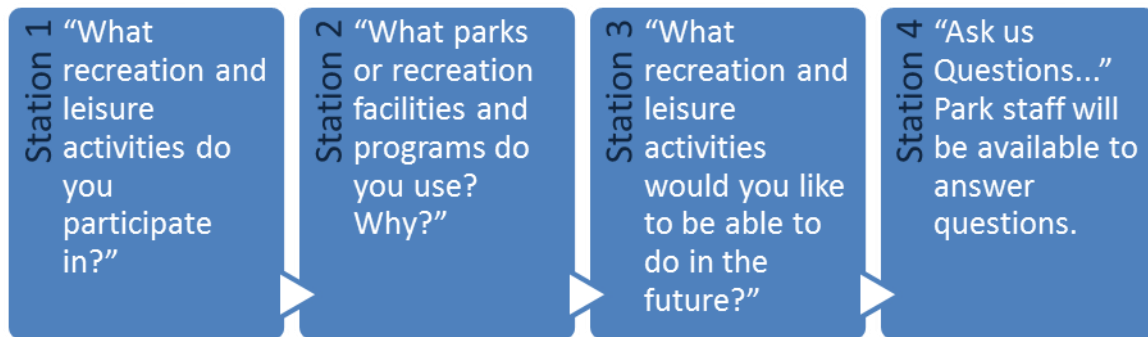 Station 1
“What
recreation and
leisure
activities do
you
participate
in?”
Station 2
“What parks
or recreation
facilities and
programs do
you use?
Why?”
Station 3
“What
recreation and
leisure
activities
would you like
to be able to
do in the
future?”
Station 4
“Ask us
Questions...”
Park staff will
be available to
answer
questions.